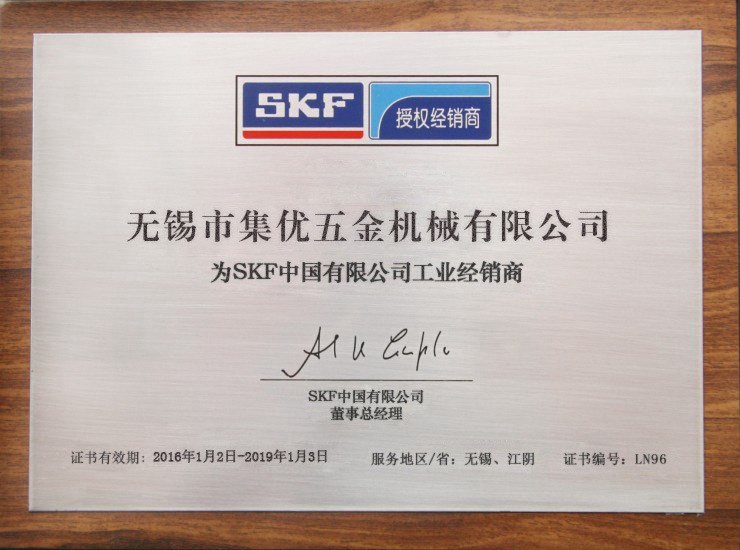 SKF 授权经销商
无锡市集优五金机械有限公司
为SKF中国有限公司工业经销商
SKF中国有限公司
董事总经理
证书有效期: 2016年1月2日-2019年1月3日 服务地区/省: 无锡、江阴 证书编号: LN96